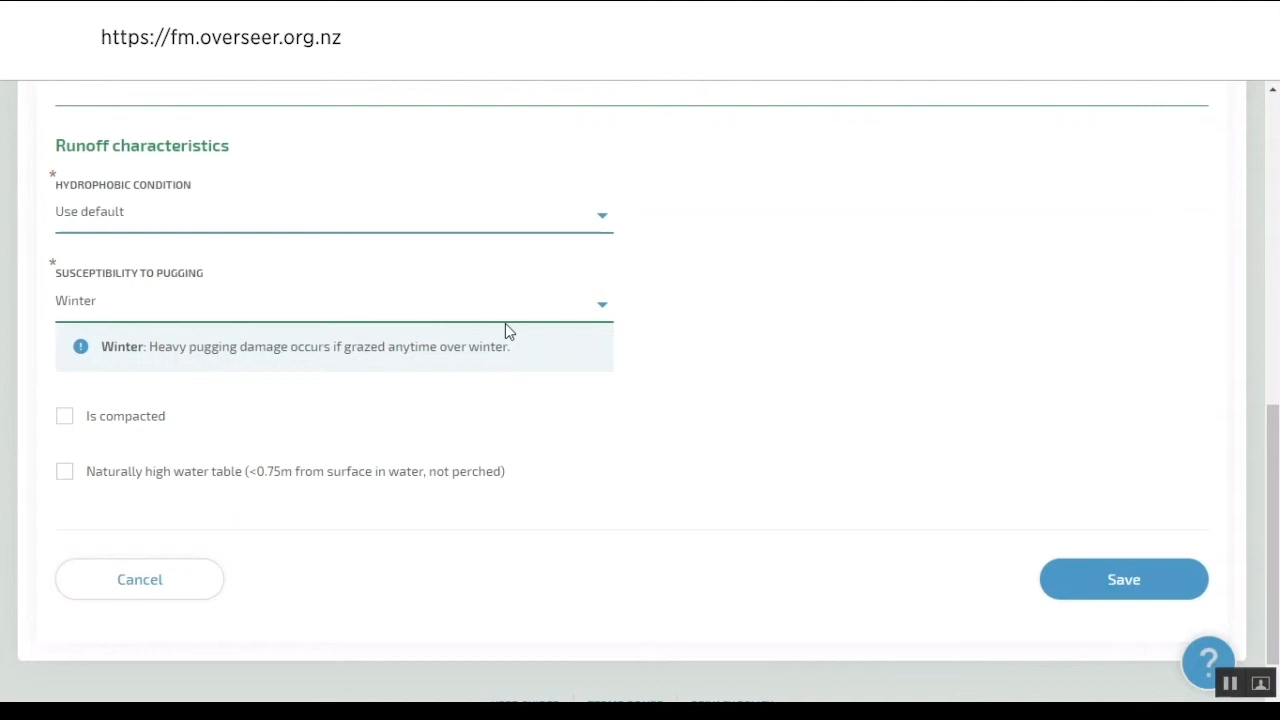 https://fm.overseer.org.nz
Runoff characteristics
*
HYDROPHOBIC CONDITION
Use default
*
SUSCEPTIBILITY TO PUGGING
Winter
! Winter: Heavy pugging damage occurs if grazed anytime over winter.
Is compacted
Naturally high water table (<0.75m from surface in water, not perched)
Cancel
Save
?